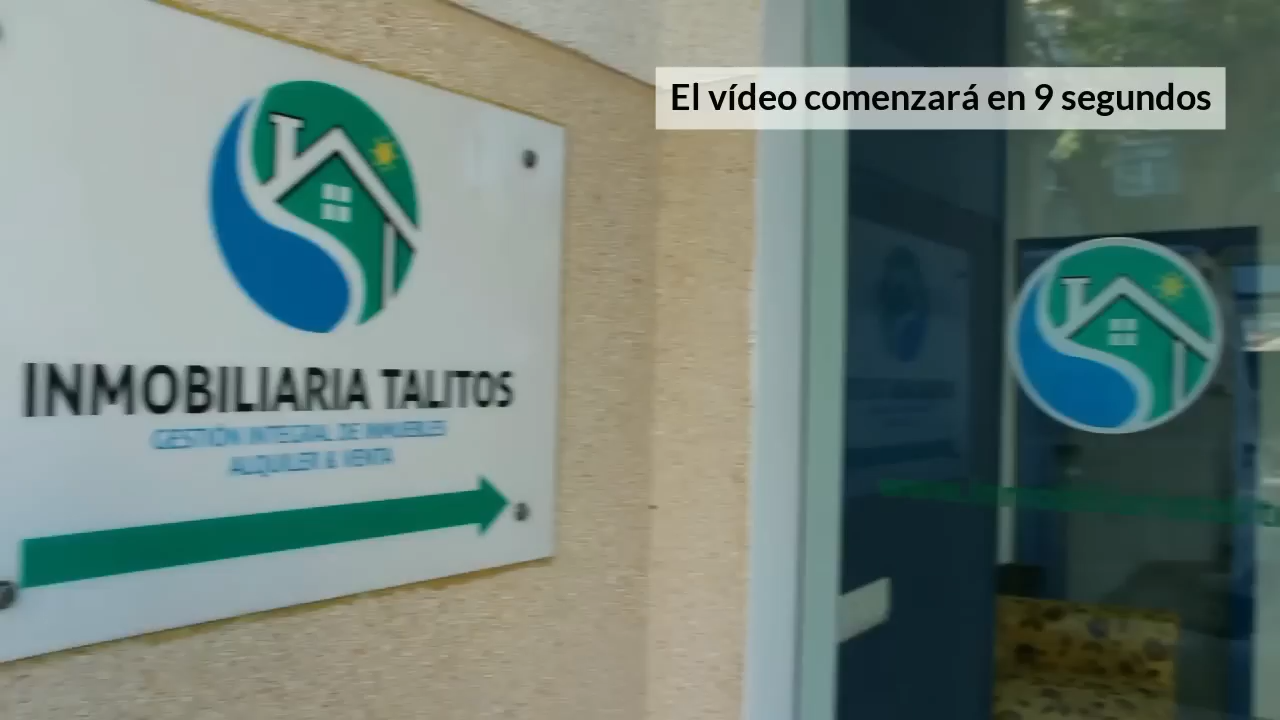 El vídeo comenzará en 9 segundos
INMOBILIARIA TALITOS
GESTIÓN INTEGRAL DE INMUEBLES
ALQUILER & VENTA